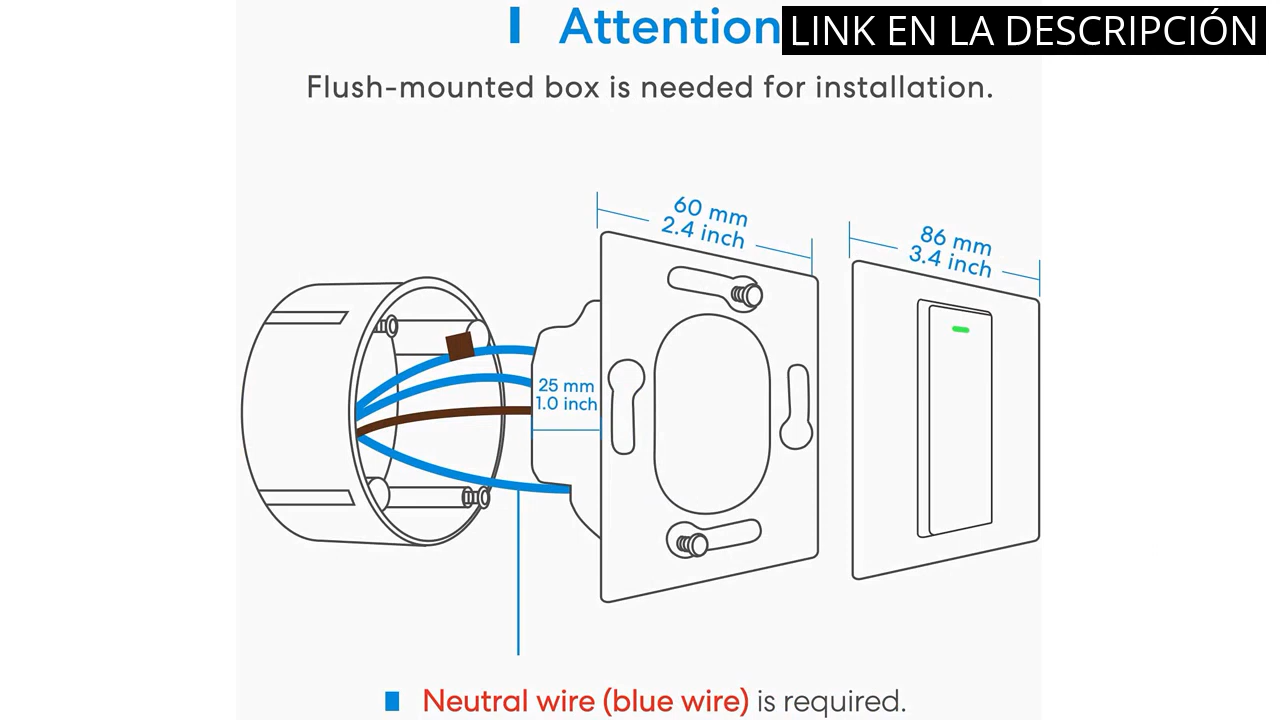 Attention
LINK EN LA DESCRIPCIÓN
Flush-mounted box is needed for installation.
60 mm
2.4 inch
86 mm
3.4 inch
25 mm
1.0 inch
Neutral wire (blue wire) is required.